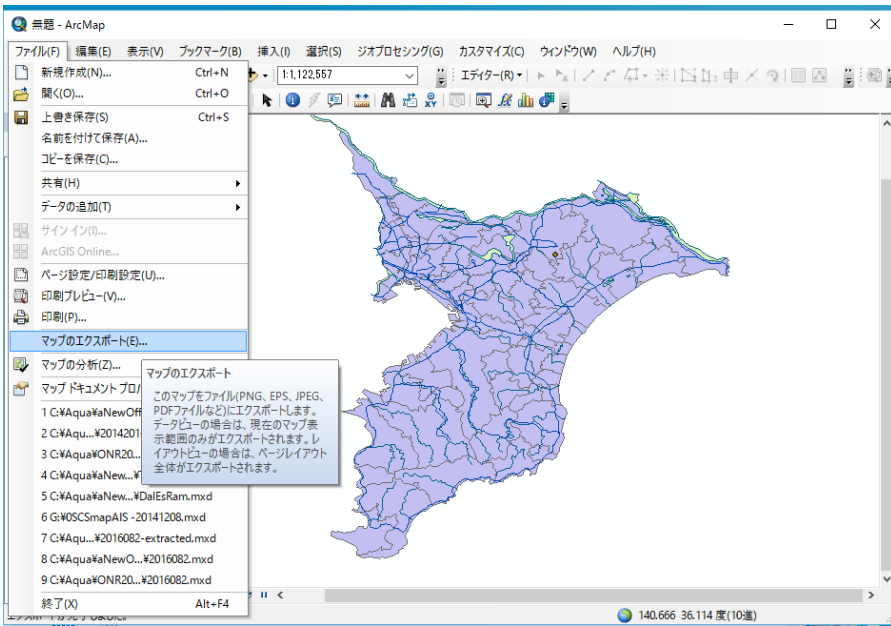 無題 - ArcMap
ファイル(F) 編集(E) 表示(V) ブックマーク(B) 挿入(I) 選択(S) ジオプロセシング(G) カスタマイズ(C) ウィンドウ(W) ヘルプ(H)
新規作成(N)... Ctrl+N
1:1,122,557
エディター(R)
開く(O)... Ctrl+O
上書き保存(S) Ctrl+S
名前を付けて保存(A)...
コピーを保存(C)...
共有(H)
データの追加(T)
サイン イン(I)...
ArcGIS Online...
ページ設定/印刷設定(U)...
印刷プレビュー(V)...
印刷(P)...
マップのエクスポート(E)...
マップの分析(Z)...
マップ ドキュメント プロ
マップのエクスポート
このマップをファイル(PNG、EPS、JPEG、
PDFファイルなど)にエクスポートします。
データビューの場合は、現在のマップ表
示範囲のみがエクスポートされます。レ
イアウトビューの場合は、ページレイアウト
全体がエクスポートされます。
1 C:¥Aqua¥aNewOff
2 C:¥Aqu...¥2014201
3 C:¥Aqua¥ONR20...
4 C:¥Aqua¥aNew...¥
5 C:¥Aqua¥aNew...¥DalEsRam.mxd
6 G:¥0SCSmapAIS -20141208.mxd
7 C:¥Aqu...¥2016082-extracted.mxd
8 C:¥Aqua¥aNewO...¥2016082.mxd
9 C:¥Aqua¥ONR20...¥2016082.mxd
終了(X) Alt+F4
140.666 36.114 度(10進)